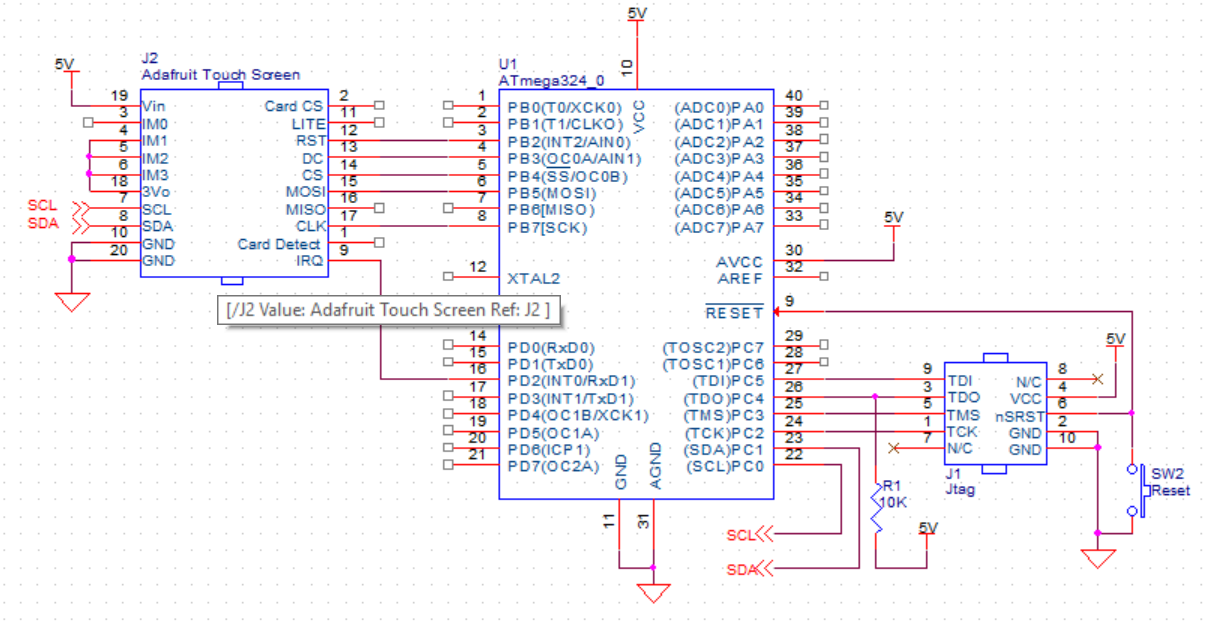 5V
J2
Adafruit Touch Screen
5V
19 Vin
3 IM0
4 IM1
5 IM2
6 IM3
18 3Vo
7 SCL
8 SDA
10 GND
20 GND
Card CS 2
LITE 11
RST 12
DC 13
CS 14
MOSI 15
MISO 16
CLK 17
Card Detect 1
IRQ 9
SCL
SDA
[/J2 Value: Adafruit Touch Screen Ref: J2 ]
U1
ATmega324_0
10
VCC
1 PB0(T0/XCK0)
2 PB1(T1/CLKO)
3 PB2(INT2/AIN0)
4 PB3(OC0A/AIN1)
5 PB4(SS/OC0B)
6 PB5(MOSI)
7 PB6[MISO)
8 PB7[SCK)
12 XTAL2
14 PD0(RxD0)
15 PD1(TxD0)
16 PD2(INT0/RxD1)
17 PD3(INT1/TxD1)
18 PD4(OC1B/XCK1)
19 PD5(OC1A)
20 PD6(ICP1)
21 PD7(OC2A)
(ADC0)PA0 40
(ADC1)PA1 39
(ADC2)PA2 38
(ADC3)PA3 37
(ADC4)PA4 36
(ADC5)PA5 35
(ADC6)PA6 34
(ADC7)PA7 33
AVCC 30
AREF 32
RESET 9
(TOSC2)PC7 29
(TOSC1)PC6 28
(TDI)PC5 27
(TDO)PC4 26
(TMS)PC3 25
(TCK)PC2 24
(SDA)PC1 23
(SCL)PC0 22
GND
AGND
11
31
5V
SCL
SDA
R1
10K
5V
5V
9 TDI
3 TDO
5 TMS
1 TCK
7 N/C
N/C 8
VCC 4
nSRST 6
GND 2
GND 10
J1
Jtag
SW2
Reset